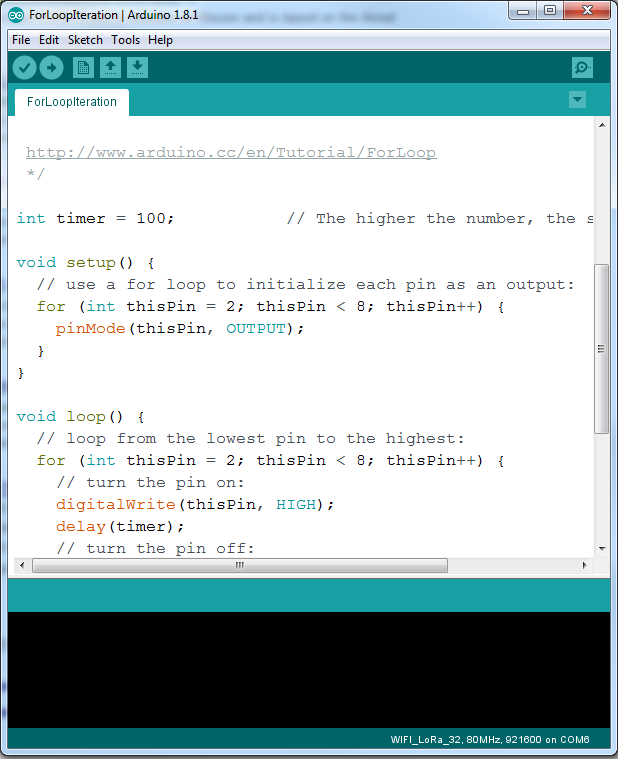 ForLoopIteration | Arduino 1.8.1
File Edit Sketch Tools Help
ForLoopIteration
http://www.arduino.cc/en/Tutorial/ForLoop
*/
int timer = 100; // The higher the number, the s
void setup() {
// use a for loop to initialize each pin as an output:
for (int thisPin = 2; thisPin < 8; thisPin++) {
pinMode(thisPin, OUTPUT);
}
}
void loop() {
// loop from the lowest pin to the highest:
for (int thisPin = 2; thisPin < 8; thisPin++) {
// turn the pin on:
digitalWrite(thisPin, HIGH);
delay(timer);
// turn the pin off:
WIFI_LoRa_32, 80MHz, 921600 on COM6